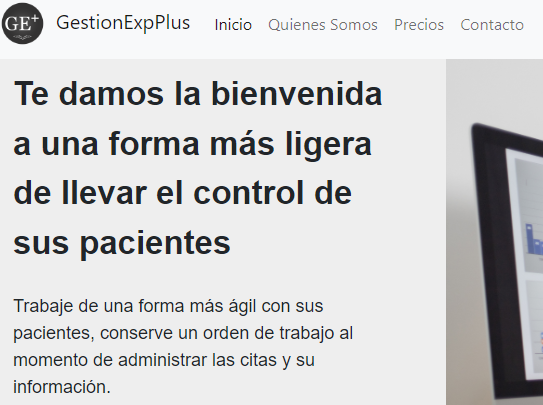 GE+ GestionExpPlus Inicio Quienes Somos Precios Contacto
Te damos la bienvenida
a una forma más ligera
de llevar el control de
sus pacientes
Trabaje de una forma más ágil con sus
pacientes, conserve un orden de trabajo al
momento de administrar las citas y su
información.